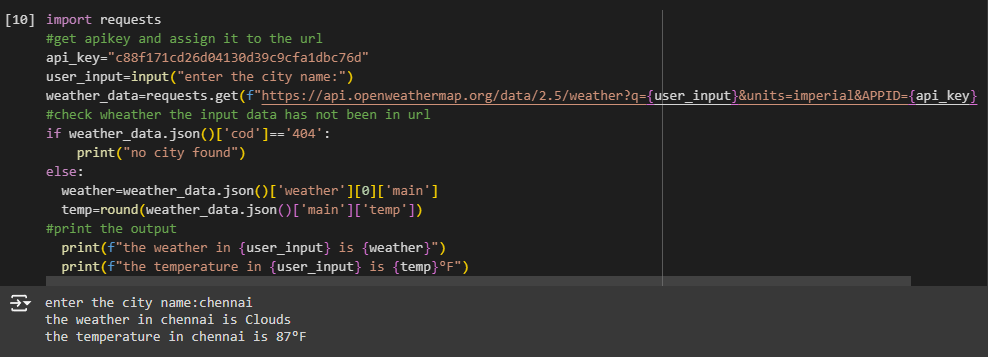 [10] import requests
#get apikey and assign it to the url
api_key="c88f171cd26d04130d39c9cfa1dbc76d"
user_input=input("enter the city name:")
weather_data=requests.get(f"https://api.openweathermap.org/data/2.5/weather?q={user_input}&units=imperial&APPID={api_key}
#check wheather the input data has not been in url
if weather_data.json()['cod']=='404':
    print("no city found")
else:
  weather=weather_data.json()['weather'][0]['main']
  temp=round(weather_data.json()['main']['temp'])
#print the output
  print(f"the weather in {user_input} is {weather}")
  print(f"the temperature in {user_input} is {temp}ºF")
enter the city name:chennai
the weather in chennai is Clouds
the temperature in chennai is 87ºF